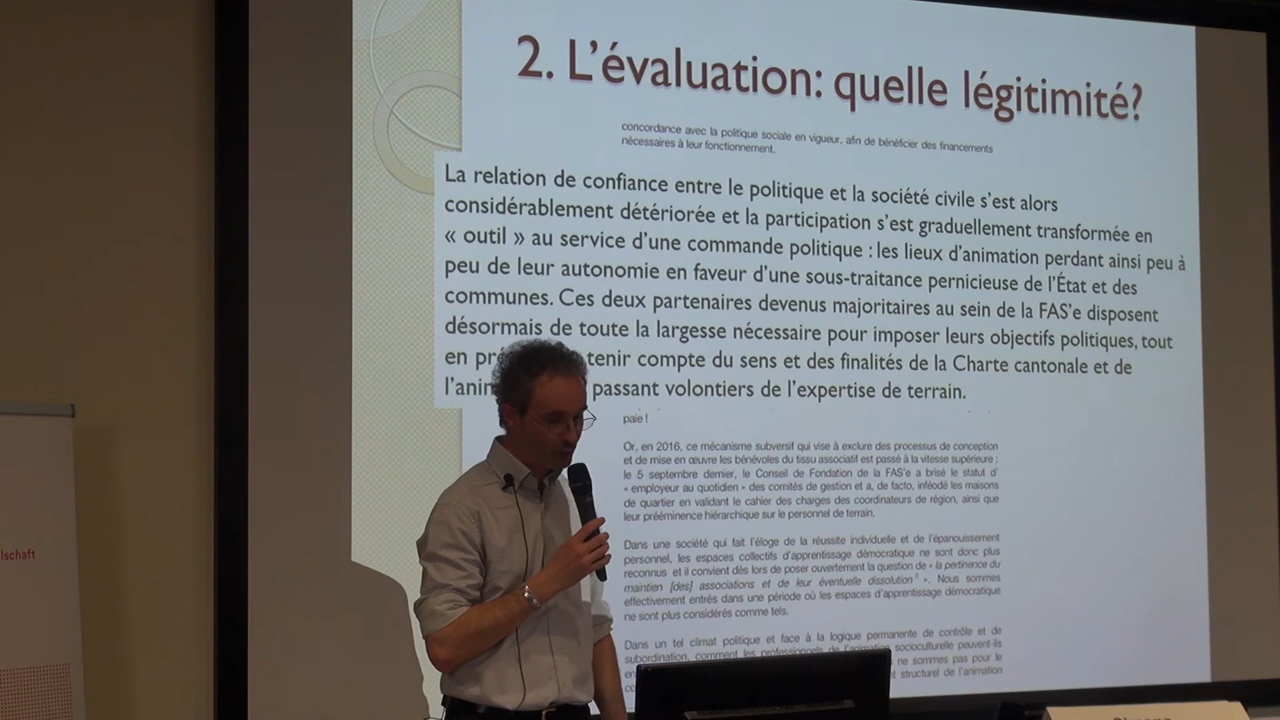 2. L'évaluation: quelle légitimité?
concordance avec la politique sociale en vigueur, afin de bénéficier des financements
nécessaires à leur fonctionnement.
La relation de confiance entre le politique et la société civile s'est alors
considérablement détériorée et la participation s'est graduellement transformée en
« outil » au service d'une commande politique : les lieux d'animation perdant ainsi peu à
peu de leur autonomie en faveur d'une sous-traitance pernicieuse de l'État et des
communes. Ces deux partenaires devenus majoritaires au sein de la FAS'e disposent
désormais de toute la largesse nécessaire pour imposer leurs objectifs politiques, tout
en tenir compte du sens et des finalités de la Charte cantonale et de
passant volontiers de l'expertise de terrain.
paie !
Or, en 2016, ce mécanisme subversif qui vise à exclure des processus de conception
et de mise en œuvre les bénévoles du tissu associatif est passé à la vitesse supérieure :
le 5 septembre dernier, le Conseil de Fondation de la FAS'e a brisé le statut d'
« employeur au quotidien » des comités de gestion et a, de facto, inféodé les maisons
de quartier en validant le cahier des charges des coordinateurs de région, ainsi que
leur prééminence hiérarchique sur le personnel de terrain.
Dans une société qui fait l'éloge de la réussite individuelle et de l'épanouissement
personnel, les espaces collectifs d'apprentissage démocratique ne sont donc plus
reconnus et il convient dès lors de poser ouvertement la question de « la pertinence du
maintien [des] associations et de leur éventuelle dissolution ». Nous sommes
effectivement entrés dans une période où les espaces d'apprentissage démocratique
ne sont plus considérés comme tels.
Dans un tel climat politique et face à la logique permanente de contrôle et de
subordination, comment les professionnels de l'animation socioculturelle peuvent-ils
ne sommes pas pour le
structurel de l'animation
lschaft